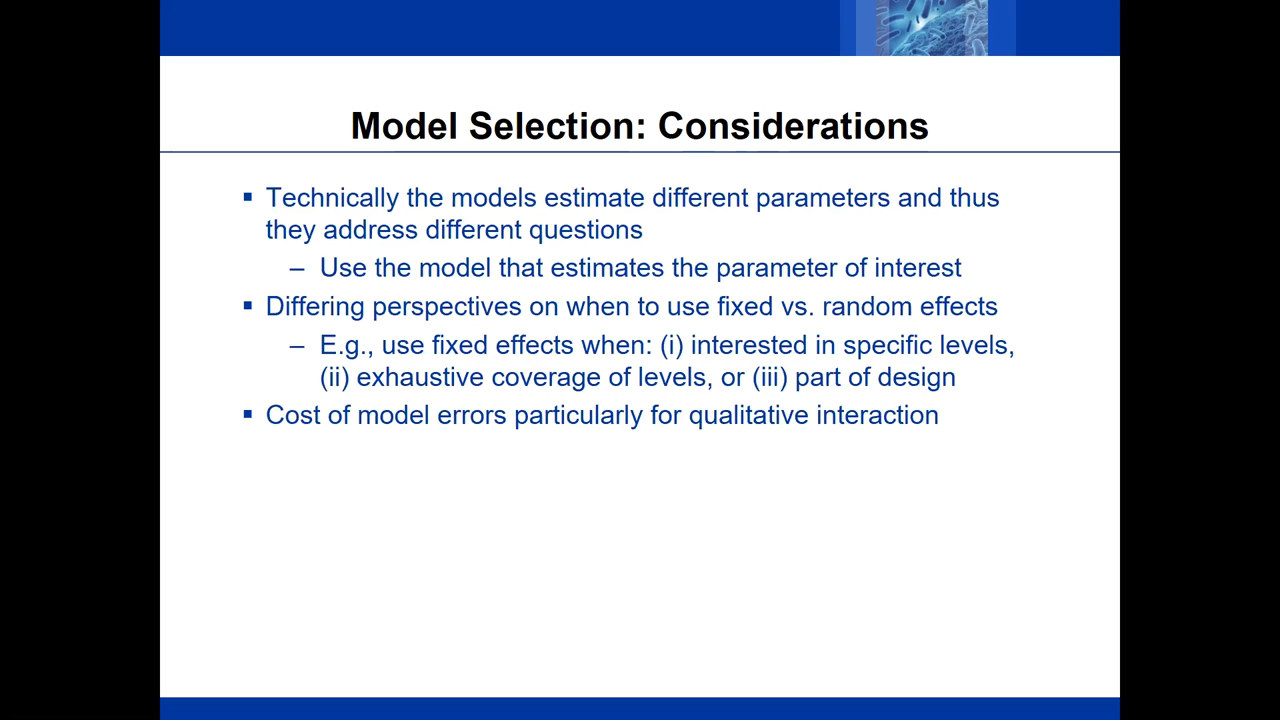 Model Selection: Considerations
▪ Technically the models estimate different parameters and thus
they address different questions
– Use the model that estimates the parameter of interest
▪ Differing perspectives on when to use fixed vs. random effects
– E.g., use fixed effects when: (i) interested in specific levels,
(ii) exhaustive coverage of levels, or (iii) part of design
▪ Cost of model errors particularly for qualitative interaction